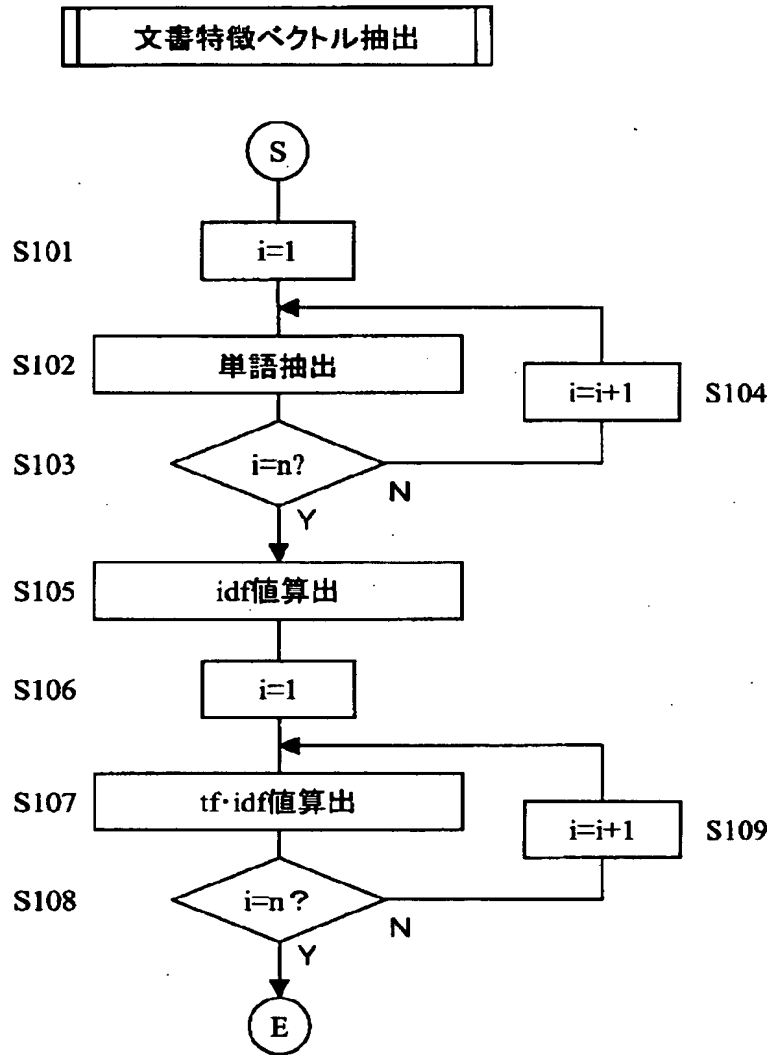 文書特徴ベクトル抽出
S
S101
i=1
S102
単語抽出
i=i+1
S104
S103
i=n?
N
Y
S105
idf値算出
S106
i=1
S107
tf・idf値算出
i=i+1
S109
S108
i=n？
N
Y
E